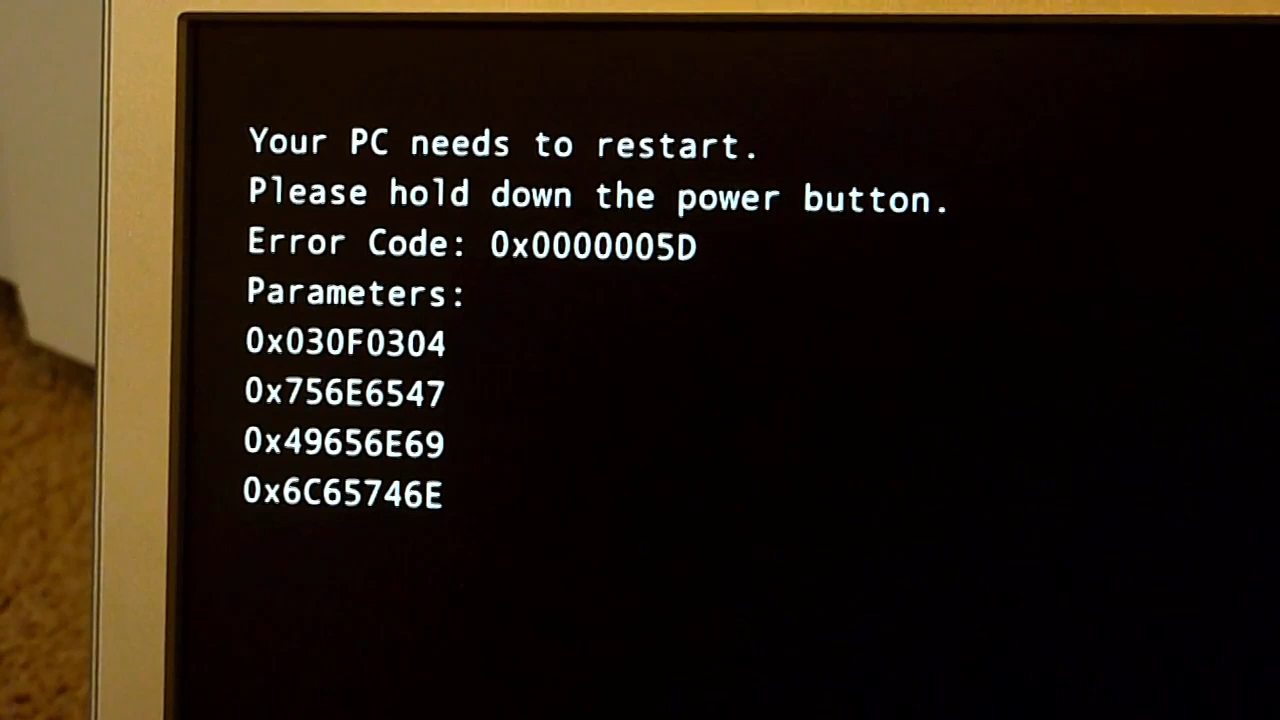 Your PC needs to restart.
Please hold down the power button.
Error Code: 0x0000005D
Parameters:
0x030F0304
0x756E6547
0x49656E69
0x6C65746E